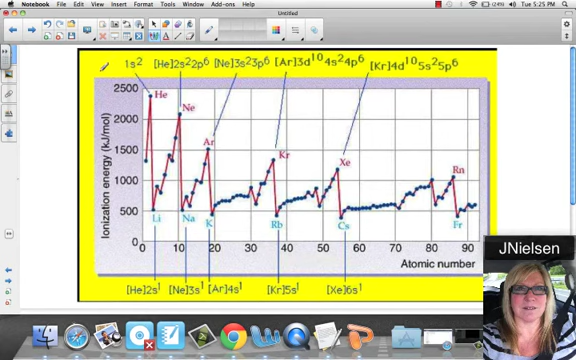 Notebook File Edit View Insert Format Tools Window Add-ons Help
(24%) Tue 5:25 PM
Untitled
1s² [He]2s²2p⁶ [Ne]3s²3p⁶ [Ar]3d¹⁰4s²4p⁶ [Kr]4d¹⁰5s²5p⁶
Ionization energy (kJ/mol)
2500
2000
1500
1000
500
0
He
Ne
Ar
Kr
Xe
Rn
Li
Na
K
Rb
Cs
Fr
0 10 20 30 40 50 60 70 80 90
Atomic number
[He]2s¹ [Ne]3s¹ [Ar]4s¹ [Kr]5s¹ [Xe]6s¹
JNielsen